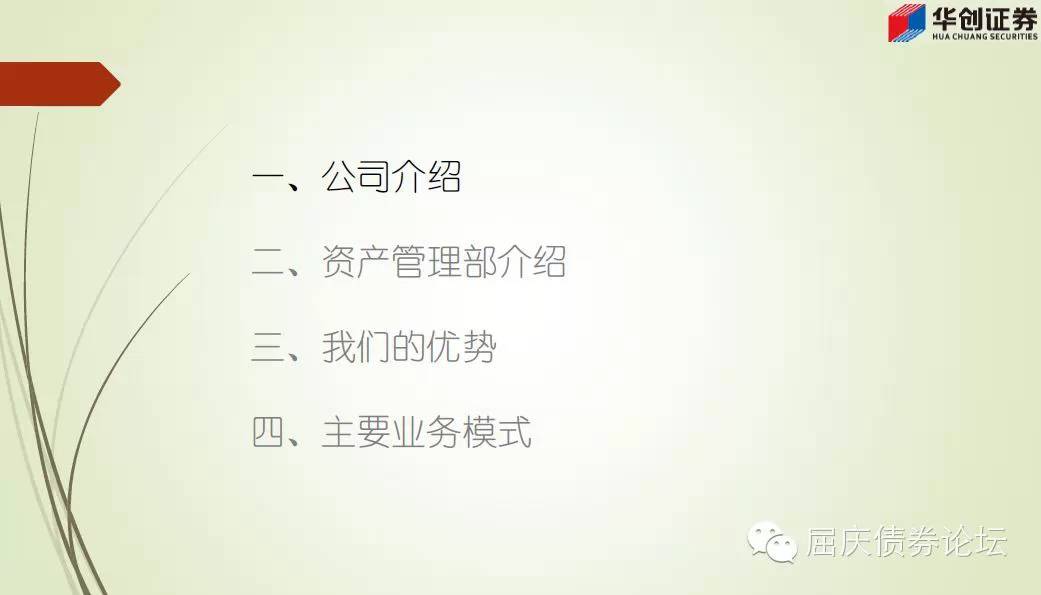 华创证券
HUA CHUANG SECURITIES
一、公司介绍
二、资产管理部介绍
三、我们的优势
四、主要业务模式
屈庆债券论坛